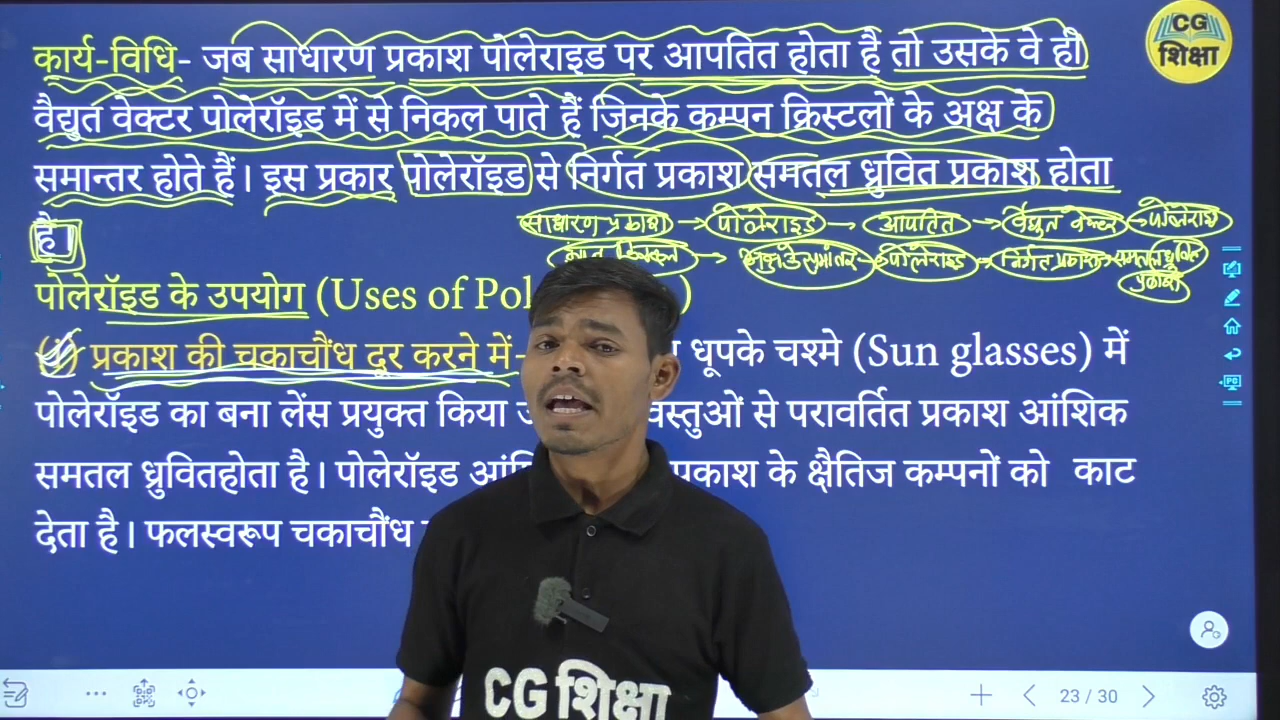 CG
शिक्षा
कार्य-विधि- जब साधारण प्रकाश पोलेराइड पर आपतित होता है तो उसके वे ही
वैद्युत वेक्टर पोलेरॉइड में से निकल पाते हैं जिनके कम्पन क्रिस्टलों के अक्ष के
समान्तर होते हैं। इस प्रकार पोलेरॉइड से निर्गत प्रकाश समतल ध्रुवित प्रकाश होता
है।
साधारण प्रकाश → पोलेराइड → आपतित → वैद्युत वेक्टर →
→ पोलेराइड → निर्गत प्रकाश → समतल ध्रुवित
प्रकाश
पोलेरॉइड के उपयोग (Uses of Pol )
प्रकाश की चकाचौंध दूर करने में- धूपके चश्मे (Sun glasses) में
पोलेरॉइड का बना लेंस प्रयुक्त किया वस्तुओं से परावर्तित प्रकाश आंशिक
समतल ध्रुवितहोता है। पोलेरॉइड प्रकाश के क्षैतिज कम्पनों को काट
देता है। फलस्वरूप चकाचौंध
CG शिक्षा
23 / 30